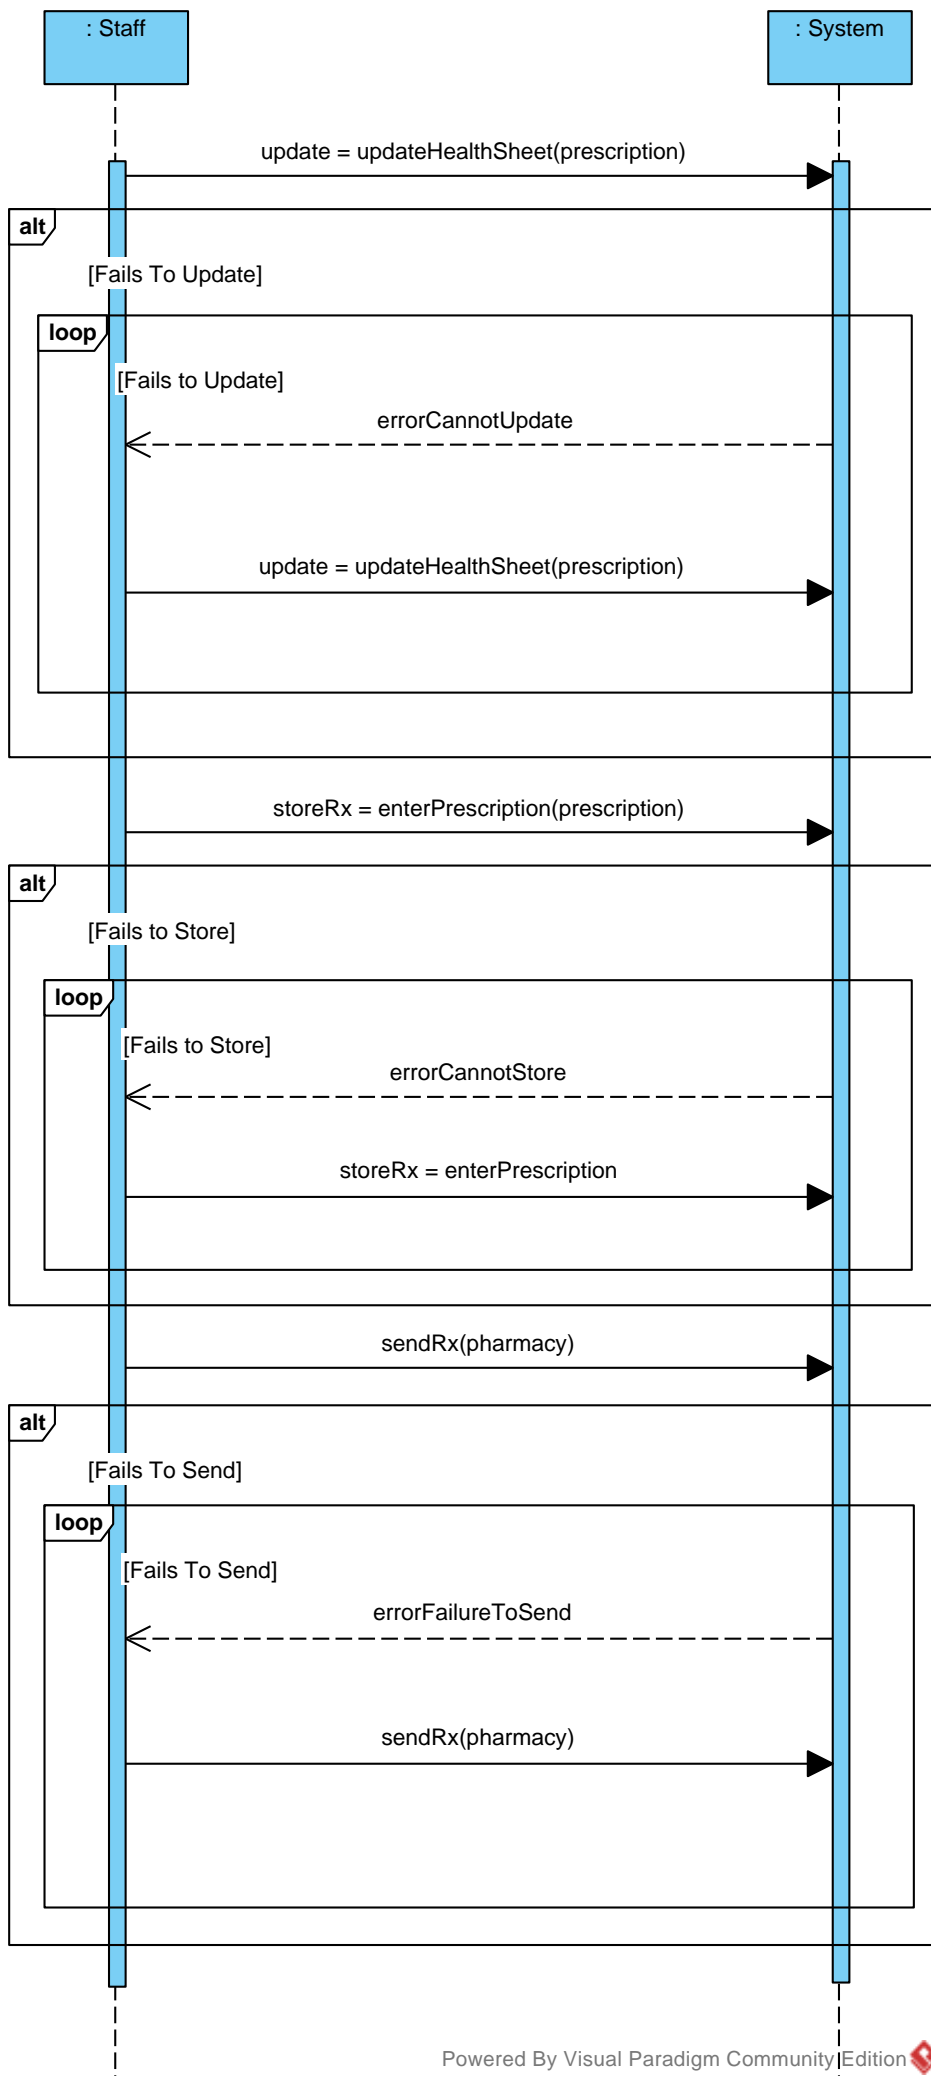 : Staff
: System
update = updateHealthSheet(prescription)
alt
[Fails To Update]
loop
[Fails to Update]
errorCannotUpdate
update = updateHealthSheet(prescription)
storeRx = enterPrescription(prescription)
alt
[Fails to Store]
loop
[Fails to Store]
errorCannotStore
storeRx = enterPrescription
sendRx(pharmacy)
alt
[Fails To Send]
loop
[Fails To Send]
errorFailureToSend
sendRx(pharmacy)
Powered By Visual Paradigm Community Edition